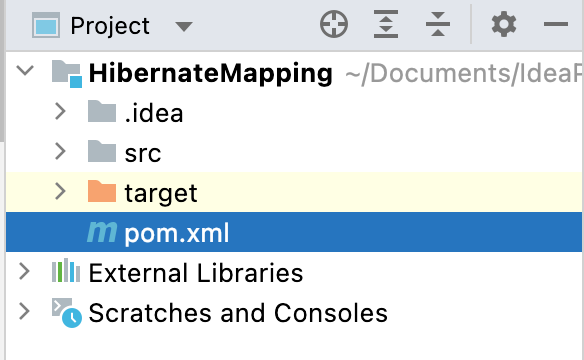 Project
HibernateMapping ~/Documents/IdeaP
.idea
src
target
m pom.xml
External Libraries
Scratches and Consoles